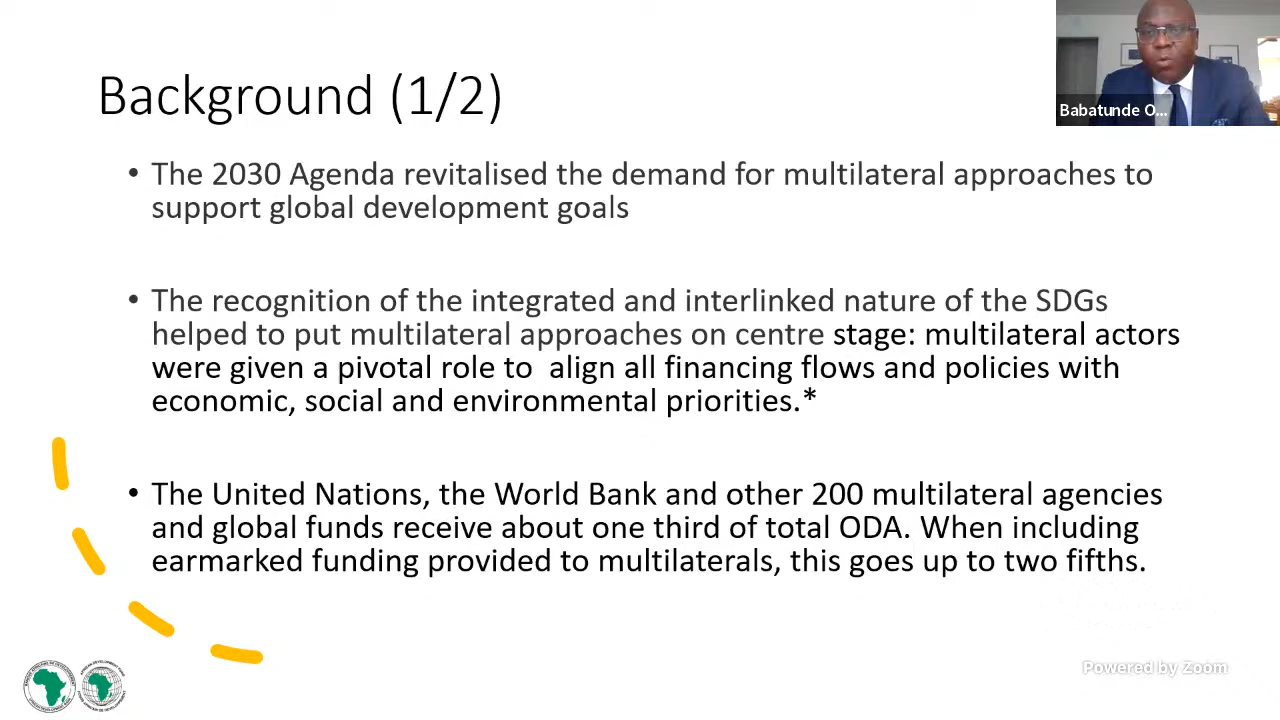 Background (1/2)
Babatunde O...
• The 2030 Agenda revitalised the demand for multilateral approaches to
support global development goals
• The recognition of the integrated and interlinked nature of the SDGs
helped to put multilateral approaches on centre stage: multilateral actors
were given a pivotal role to  align all financing flows and policies with
economic, social and environmental priorities.*
• The United Nations, the World Bank and other 200 multilateral agencies
and global funds receive about one third of total ODA. When including
earmarked funding provided to multilaterals, this goes up to two fifths.
Powered by Zoom